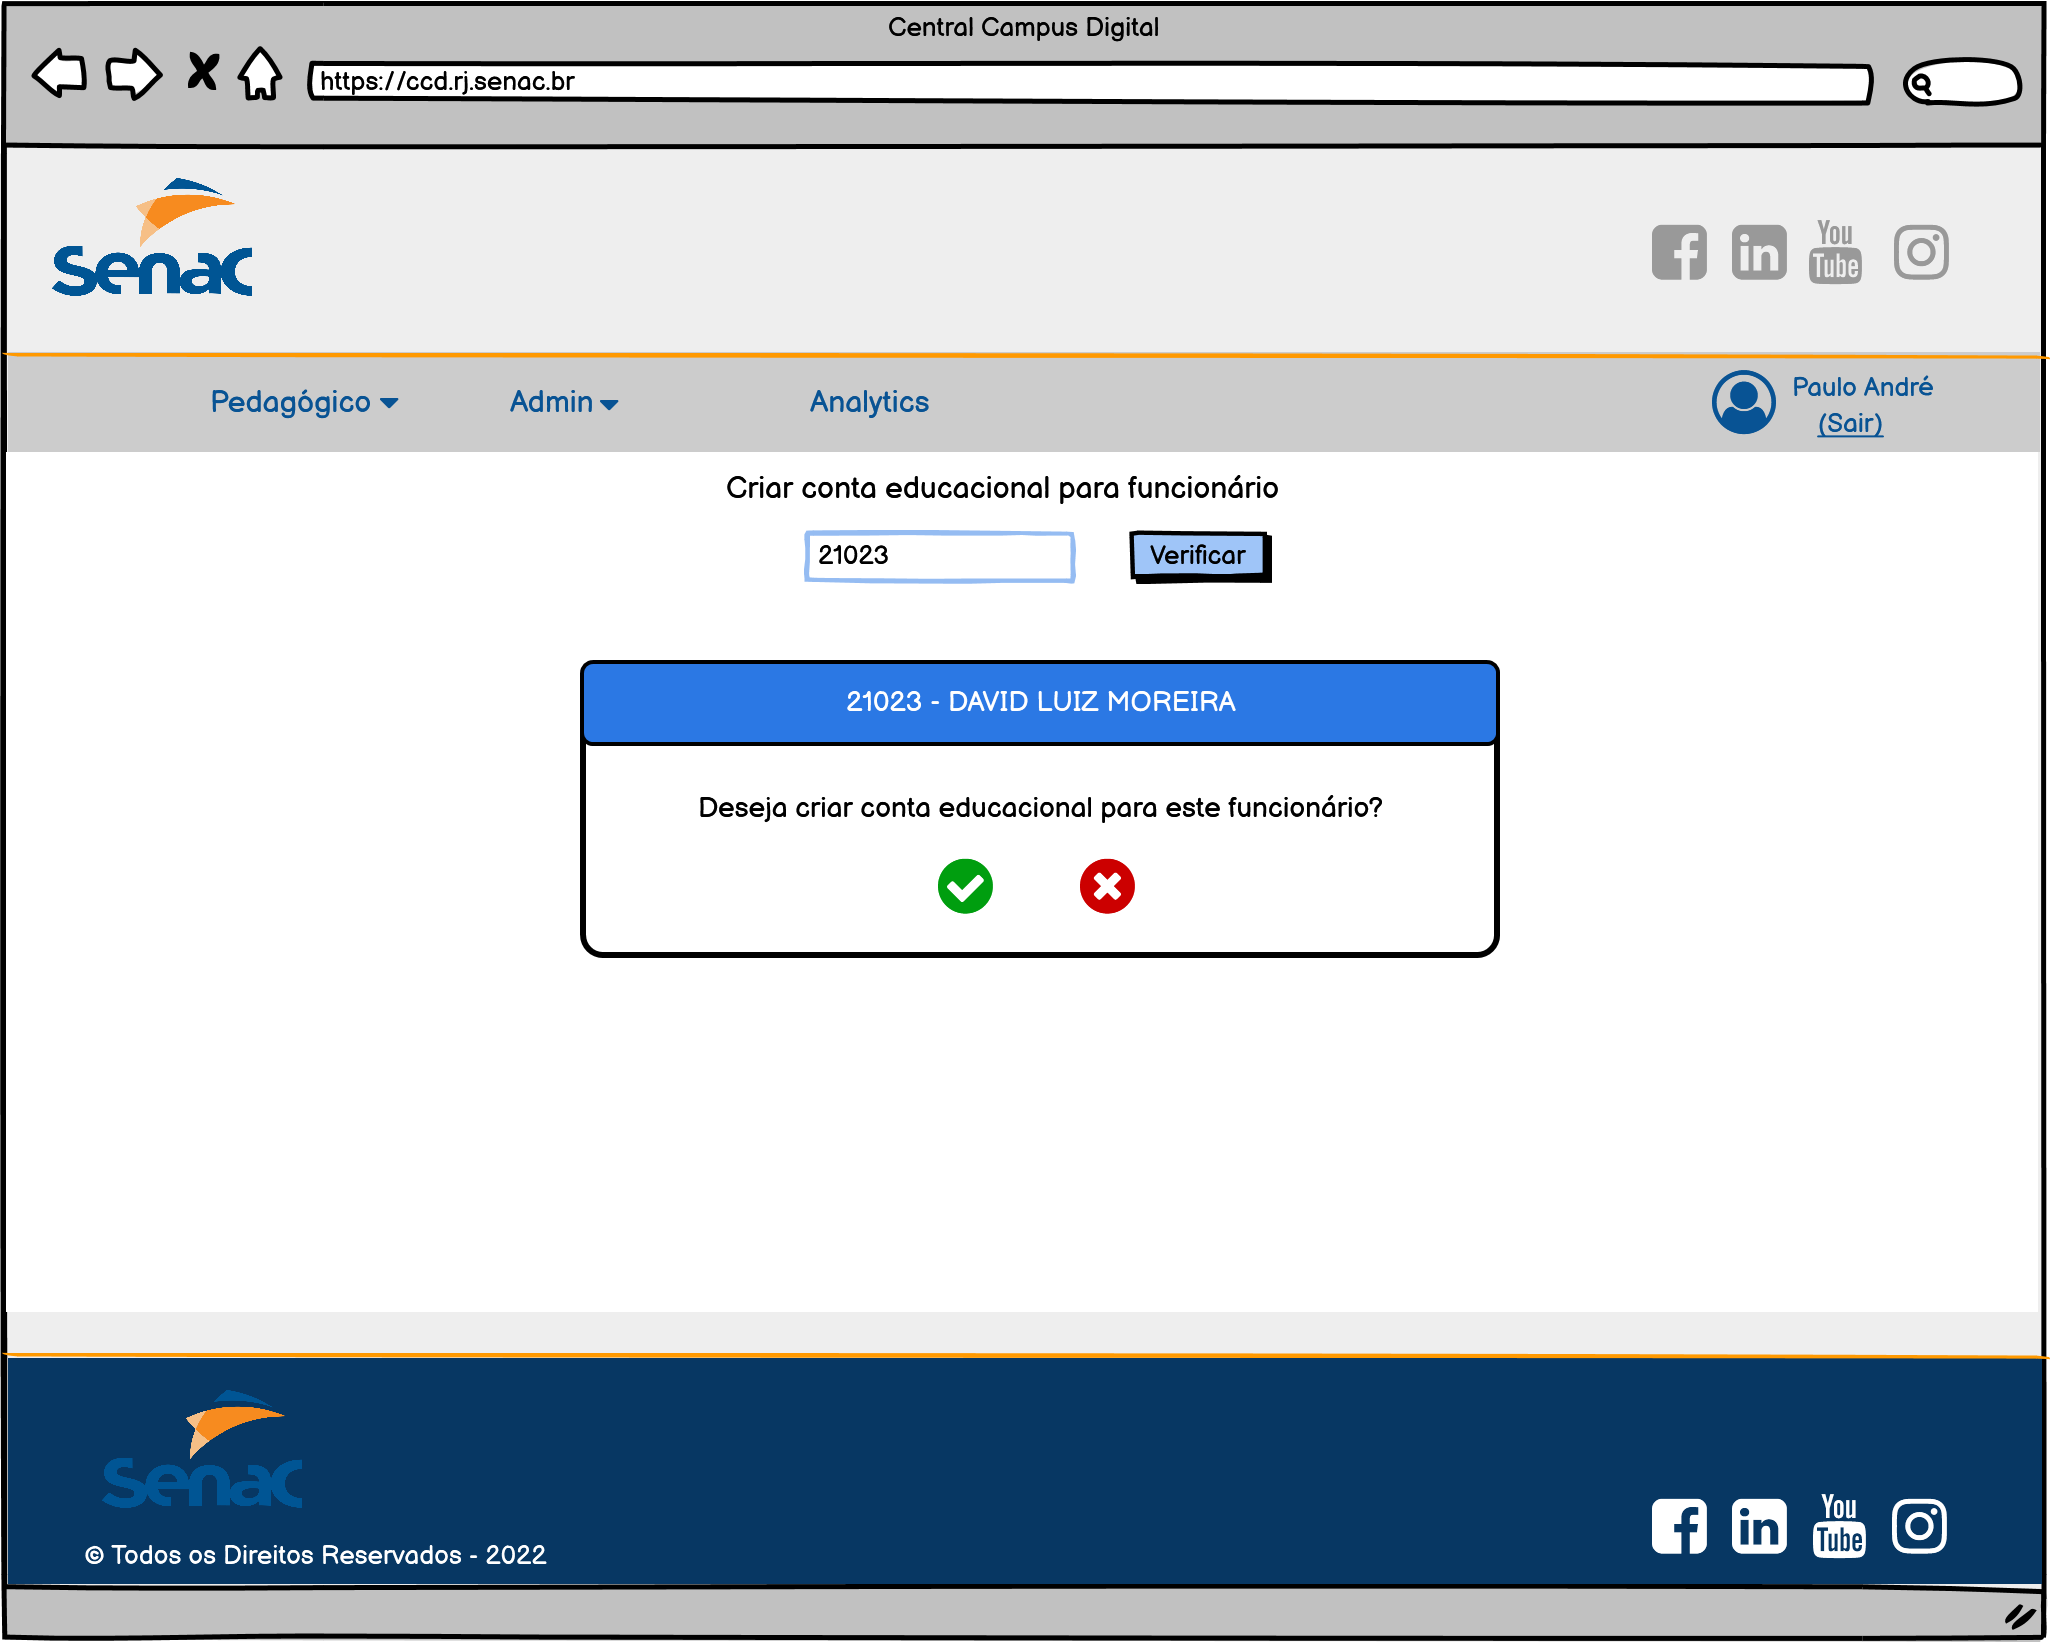 Central Campus Digital
https://ccd.rj.senac.br
Senac
You
Tube
Pedagógico
Admin
Analytics
Paulo André
(Sair)
Criar conta educacional para funcionário
21023
Verificar
21023 - DAVID LUIZ MOREIRA
Deseja criar conta educacional para este funcionário?
Senac
© Todos os Direitos Reservados - 2022
You
Tube